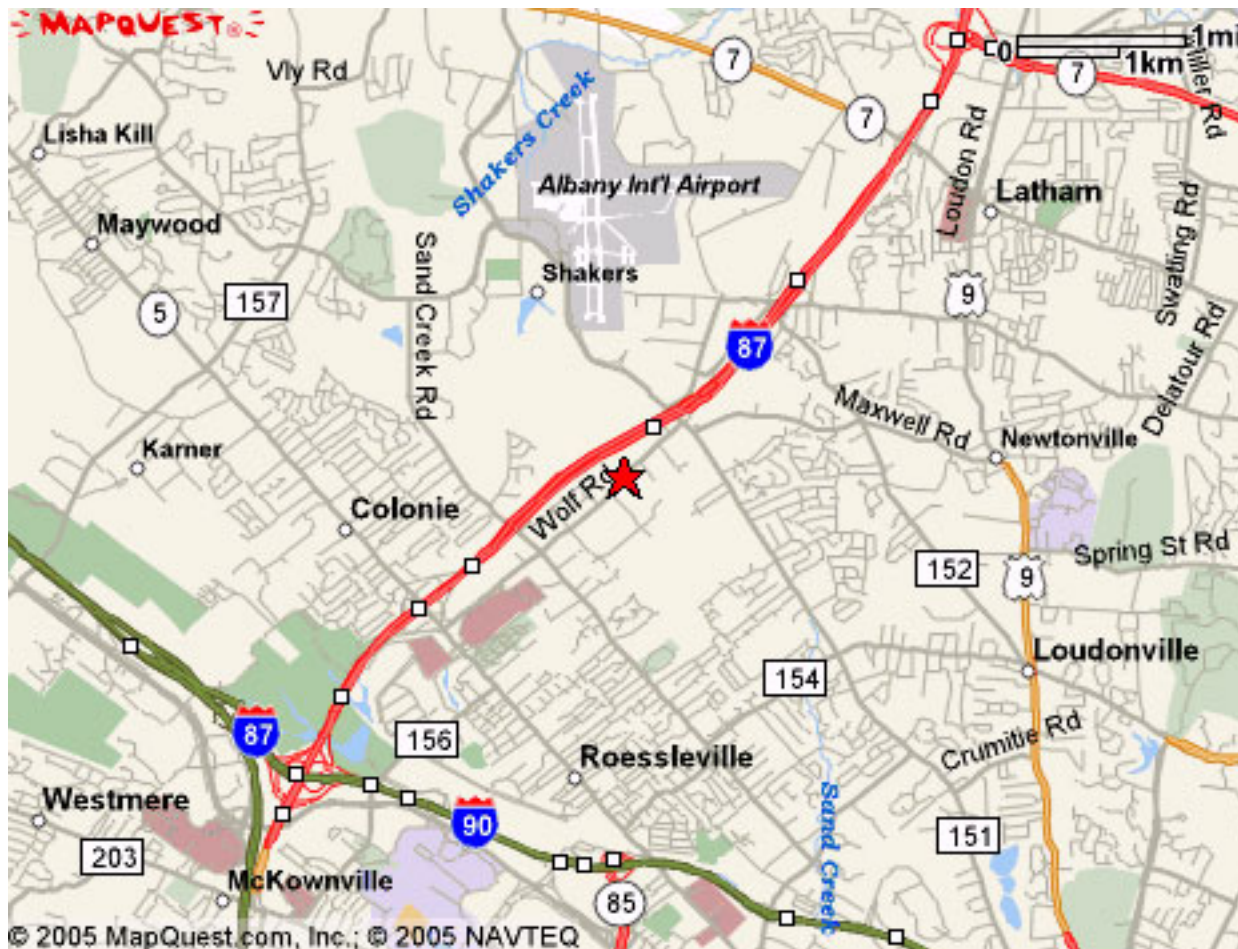 MAPQUEST®
0
1mi
1km
Vly Rd
7
7
7
Miller Rd
Lisha Kill
Shakers Creek
Albany Int'l Airport
Loudon Rd
Latham
Maywood
Sand Creek Rd
Shakers
Swatling Rd
157
5
9
87
Delatour Rd
Maxwell Rd
Newtonville
Karner
Colonie
Wolf Rd
152
9
Spring St Rd
Loudonville
154
87
156
Roessleville
Crumitie Rd
Westmere
90
Sand Creek
151
203
McKownville
85
© 2005 MapQuest.com, Inc.; © 2005 NAVTEQ